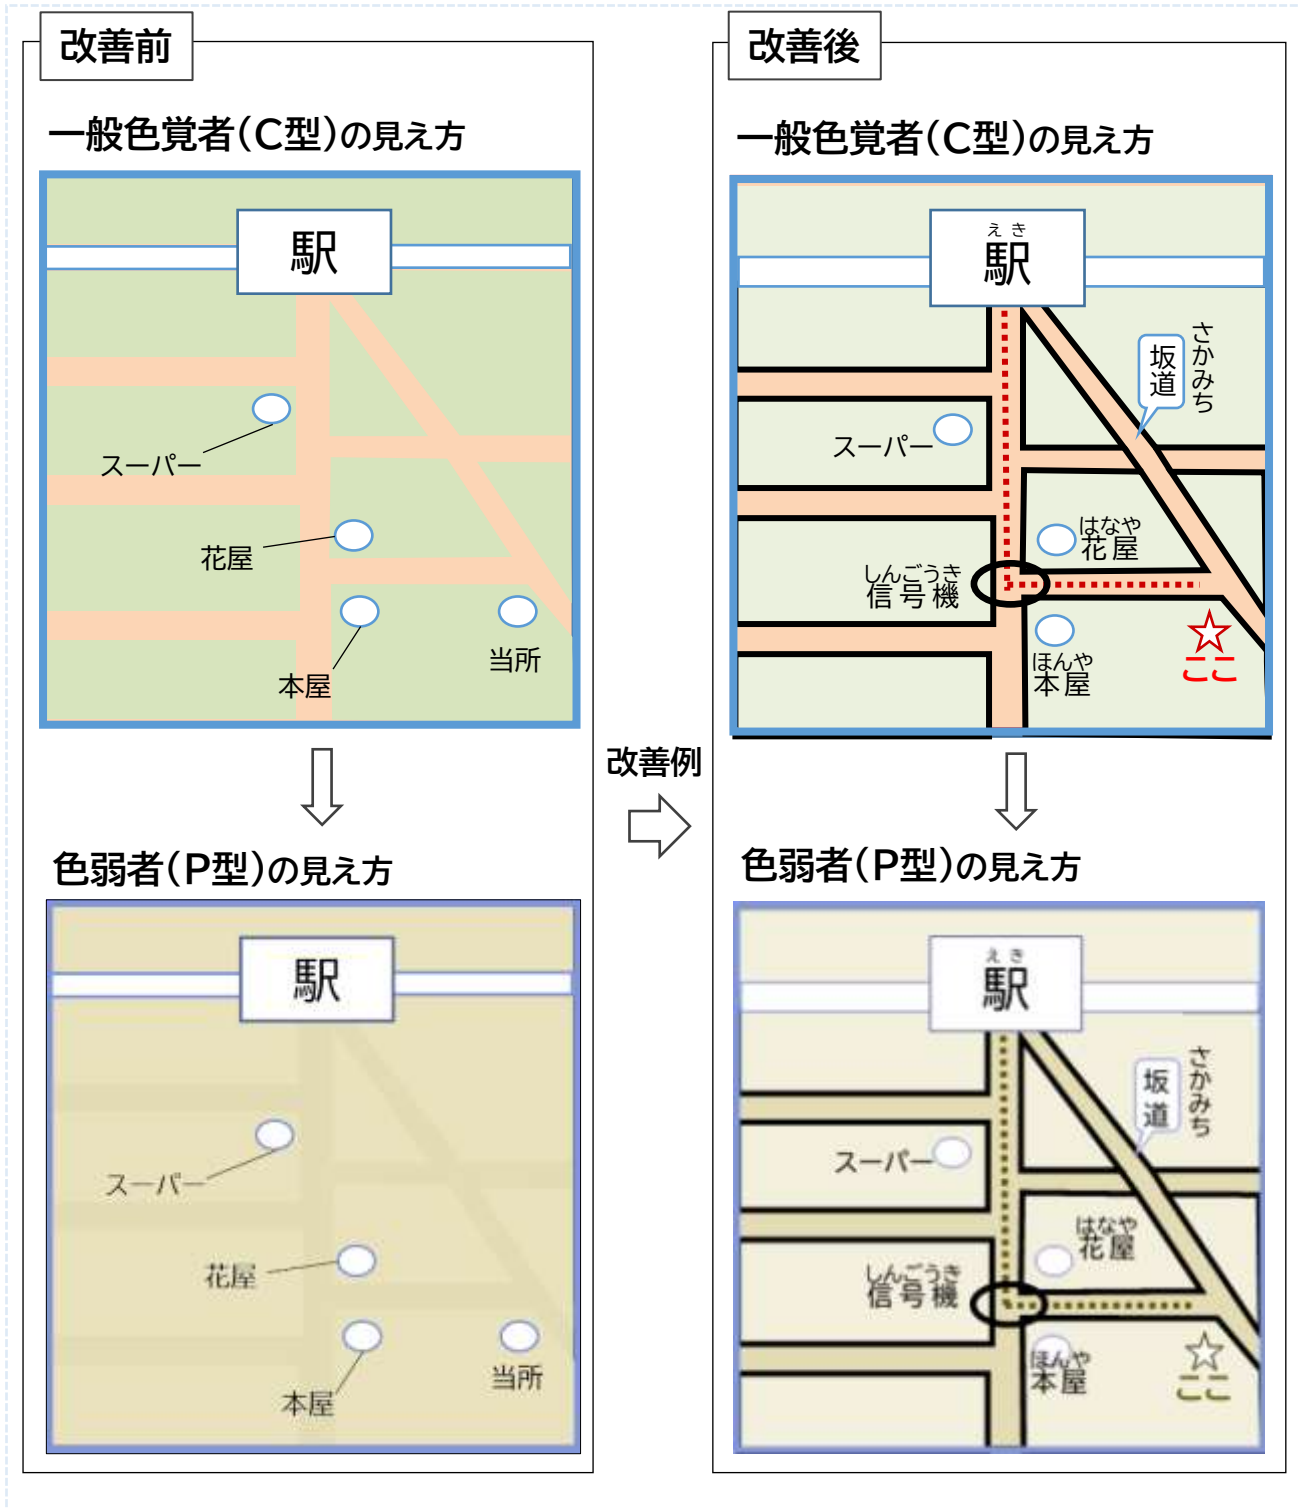 改善前
一般色覚者(C型)の見え方
駅
スーパー
花屋
本屋
当所
色弱者(P型)の見え方
駅
スーパー
花屋
本屋
当所
改善例
改善後
一般色覚者(C型)の見え方
えき
駅
坂道
さかみち
スーパー
はなや
花屋
しんごうき
信号機
ほんや
本屋
ここ
色弱者(P型)の見え方
えき
駅
坂道
さかみち
スーパー
はなや
花屋
しんごうき
信号機
ほんや
本屋
ここ